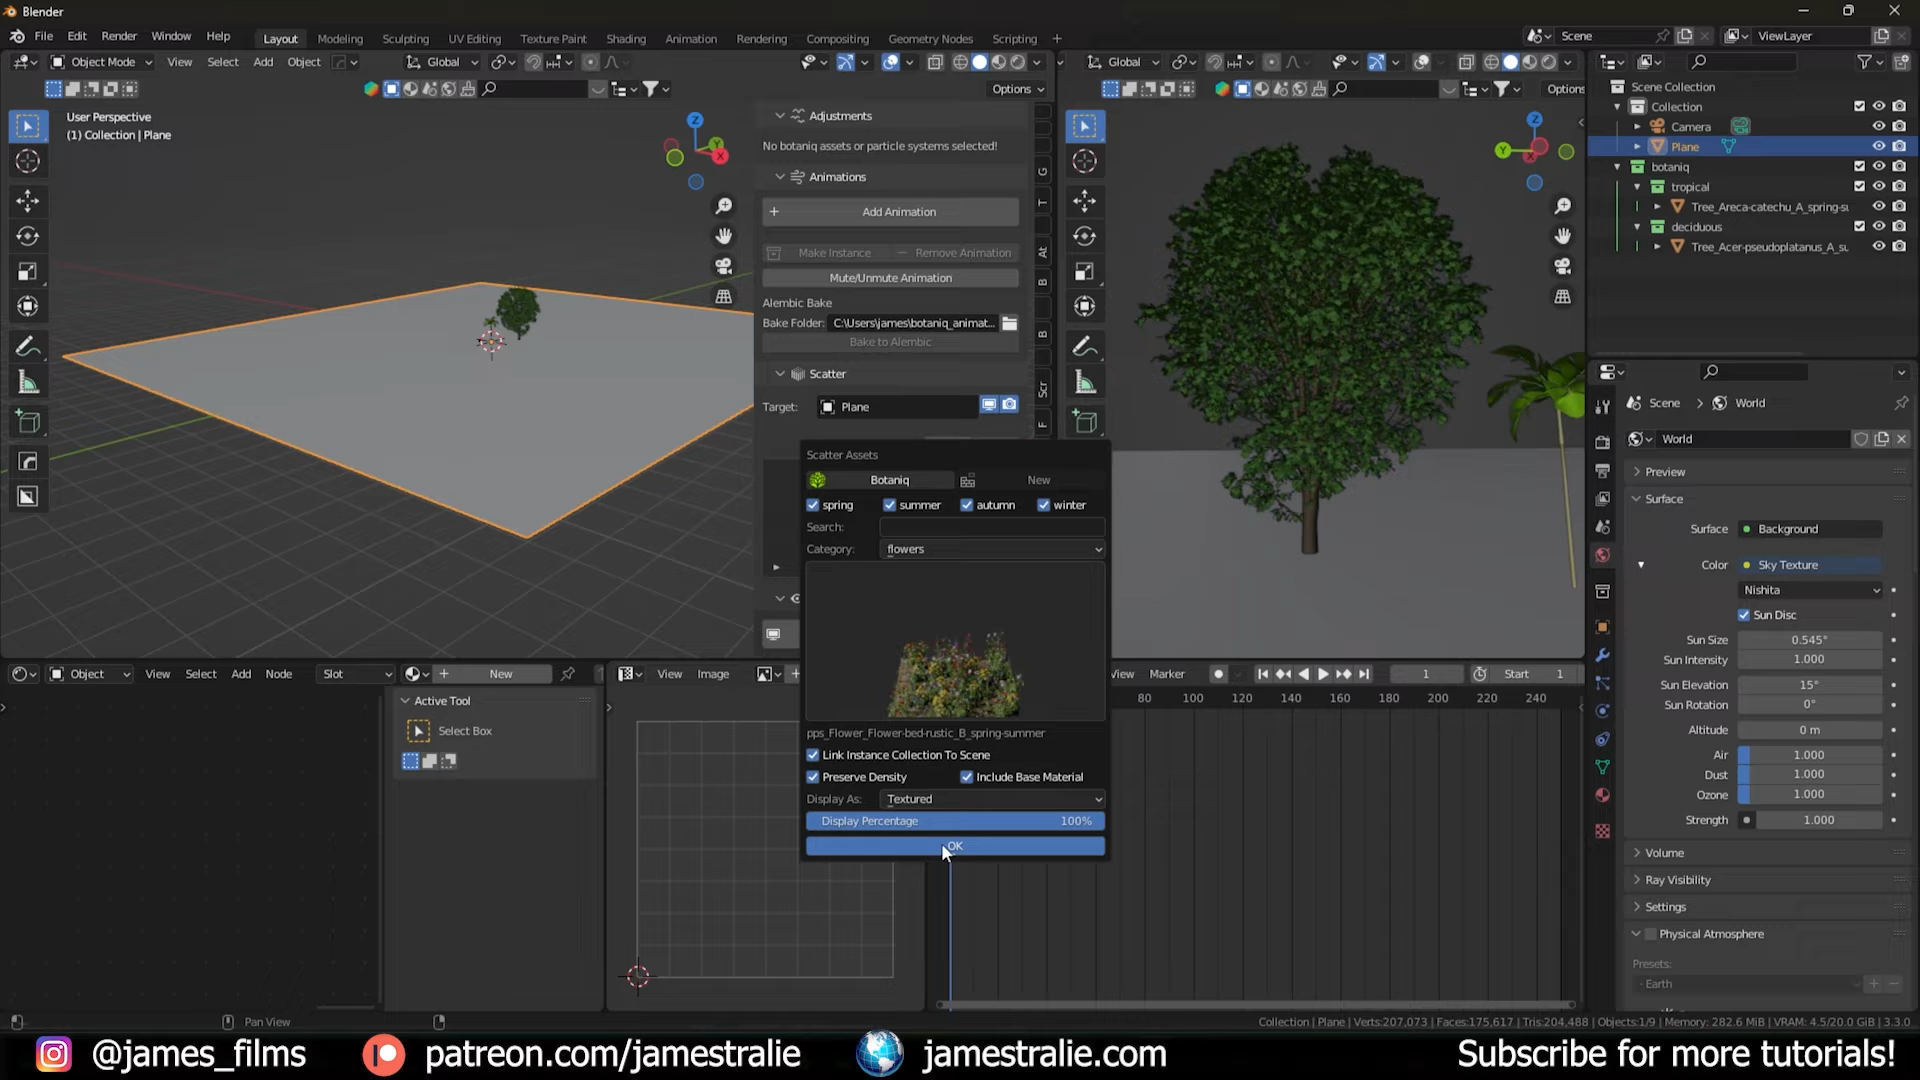 Blender
File Edit Render Window Help Layout Modeling Sculpting UV Editing Texture Paint Shading Animation Rendering Compositing Geometry Nodes Scripting +
Scene
ViewLayer
Object Mode View Select Add Object Global
Global
Options
Options
User Perspective
(1) Collection | Plane
Z
Y
X
Z
Y
Adjustments
No botaniq assets or particle systems selected!
Animations
+ Add Animation
Make Instance
Remove Animation
Mute/Unmute Animation
Alembic Bake
Bake Folder: C:\Users\james\botaniq_animat...
Bake to Alembic
Scatter
Target: Plane
G
T
At
B
B
Scr
F
Scatter Assets
Botaniq
New
spring
summer
autumn
winter
Search:
Category: flowers
pps_Flower_Flower-bed-rustic_B_spring-summer
Link Instance Collection To Scene
Preserve Density
Include Base Material
Display As: Textured
Display Percentage 100%
OK
Scene Collection
Collection
Camera
Plane
botaniq
tropical
Tree_Areca-catechu_A_spring-su
deciduous
Tree_Acer-pseudoplatanus_A_su
Scene
World
World
Preview
Surface
Surface Background
Color Sky Texture
Nishita
Sun Disc
Sun Size 0.545°
Sun Intensity 1.000
Sun Elevation 15°
Sun Rotation 0°
Altitude 0 m
Air 1.000
Dust 1.000
Ozone 1.000
Strength 1.000
Volume
Ray Visibility
Settings
Physical Atmosphere
Presets:
- Earth
Object View Select Add Node Slot + New
Active Tool
Select Box
View Image
View Marker
1
Start 1
80 100 120 140 160 180 200 220 240
Pan View
Collection | Plane | Verts:207,073 | Faces:175,617 | Tris:204,488 | Objects:1/9 | Memory: 282.6 MiB | VRAM: 4.5/20.0 GiB | 3.3.0
@james_films
patreon.com/jamestralie
jamestralie.com
Subscribe for more tutorials!